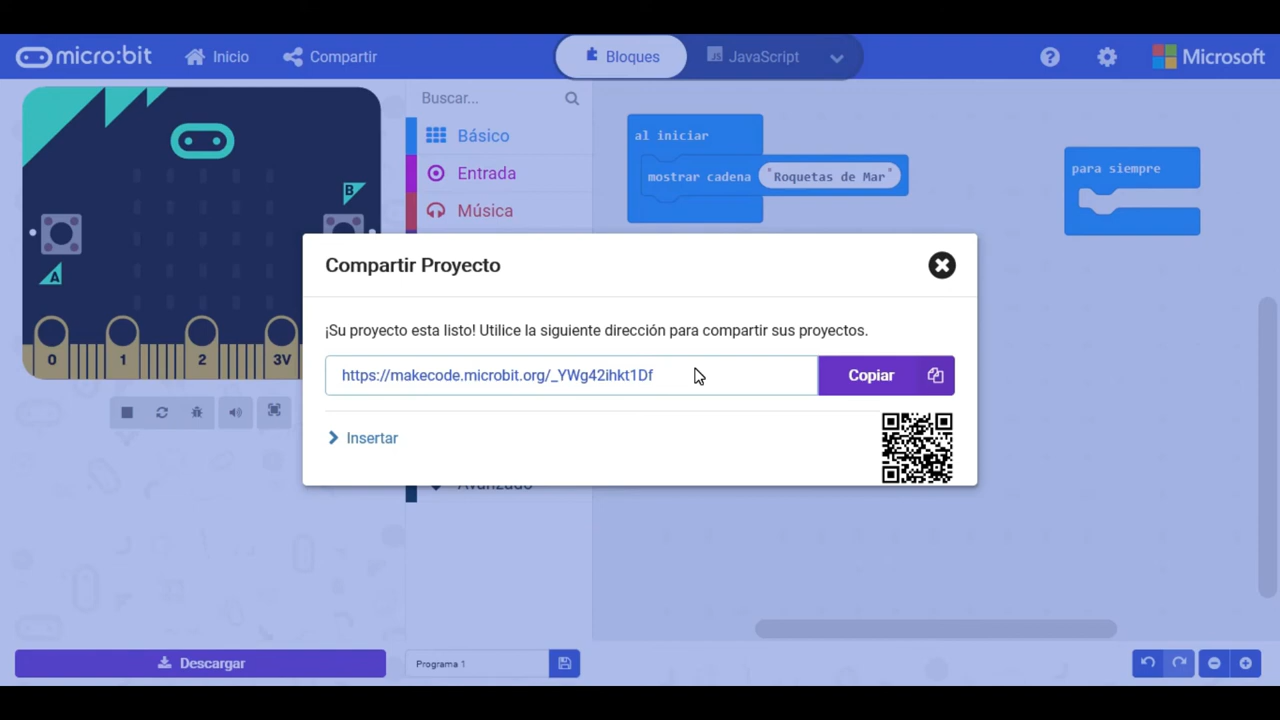 micro:bit
Inicio
Compartir
Bloques
JS JavaScript
Microsoft
Buscar...
Básico
Entrada
Música
Avanzado
al iniciar
mostrar cadena "Roquetas de Mar"
para siempre
A
B
0 1 2 3V
Compartir Proyecto
¡Su proyecto esta listo! Utilice la siguiente dirección para compartir sus proyectos.
https://makecode.microbit.org/_YWg42ihkt1Df
Copiar
Insertar
Descargar
Programa 1